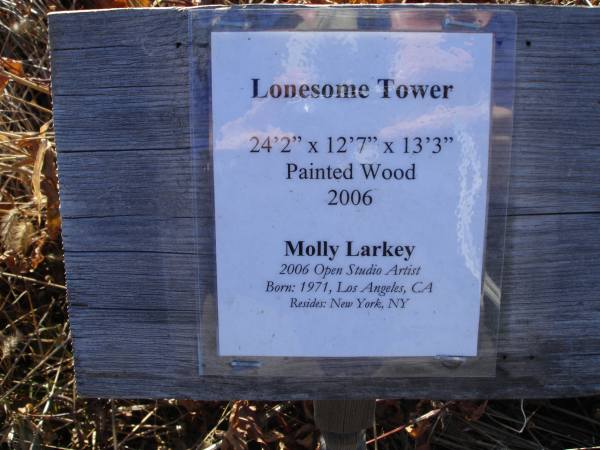 Lonesome Tower
24’2” x 12’7” x 13’3”
Painted Wood
2006
Molly Larkey
2006 Open Studio Artist
Born: 1971, Los Angeles, CA
Resides: New York, NY